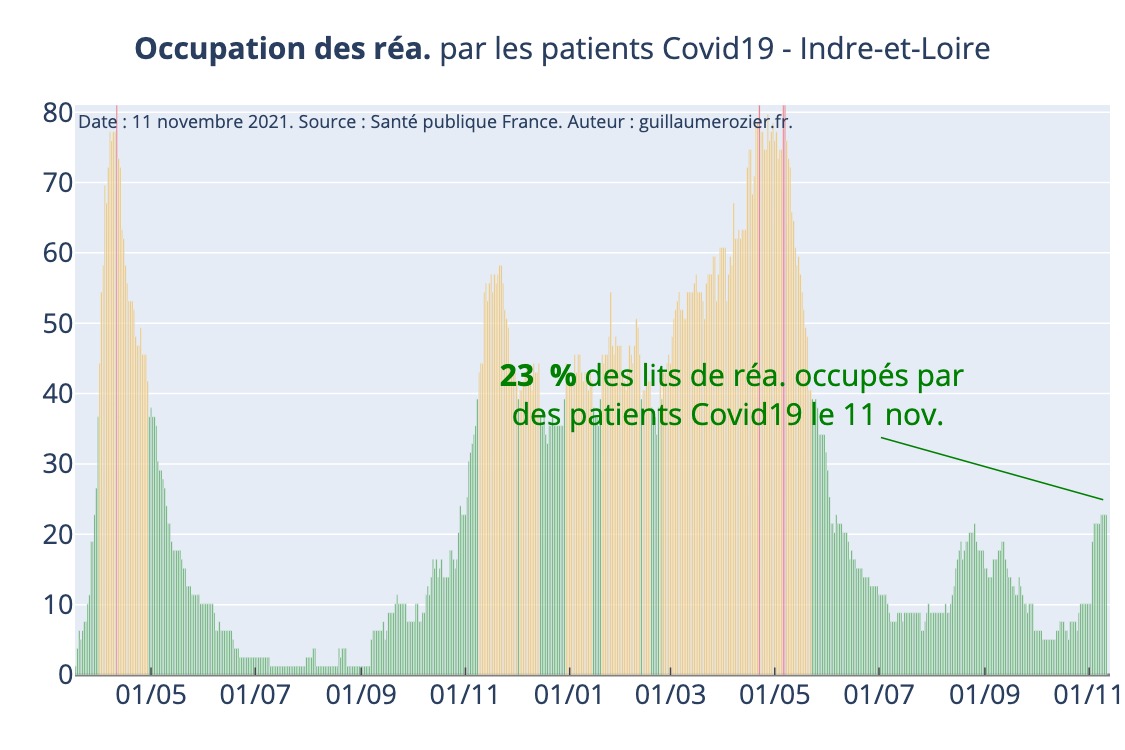 Occupation des réa. par les patients Covid19 - Indre-et-Loire
Date : 11 novembre 2021. Source : Santé publique France. Auteur : guillaumerozier.fr.
80
70
60
50
40
30
20
10
0
23 % des lits de réa. occupés par
des patients Covid19 le 11 nov.
01/05 01/07 01/09 01/11 01/01 01/03 01/05 01/07 01/09 01/11